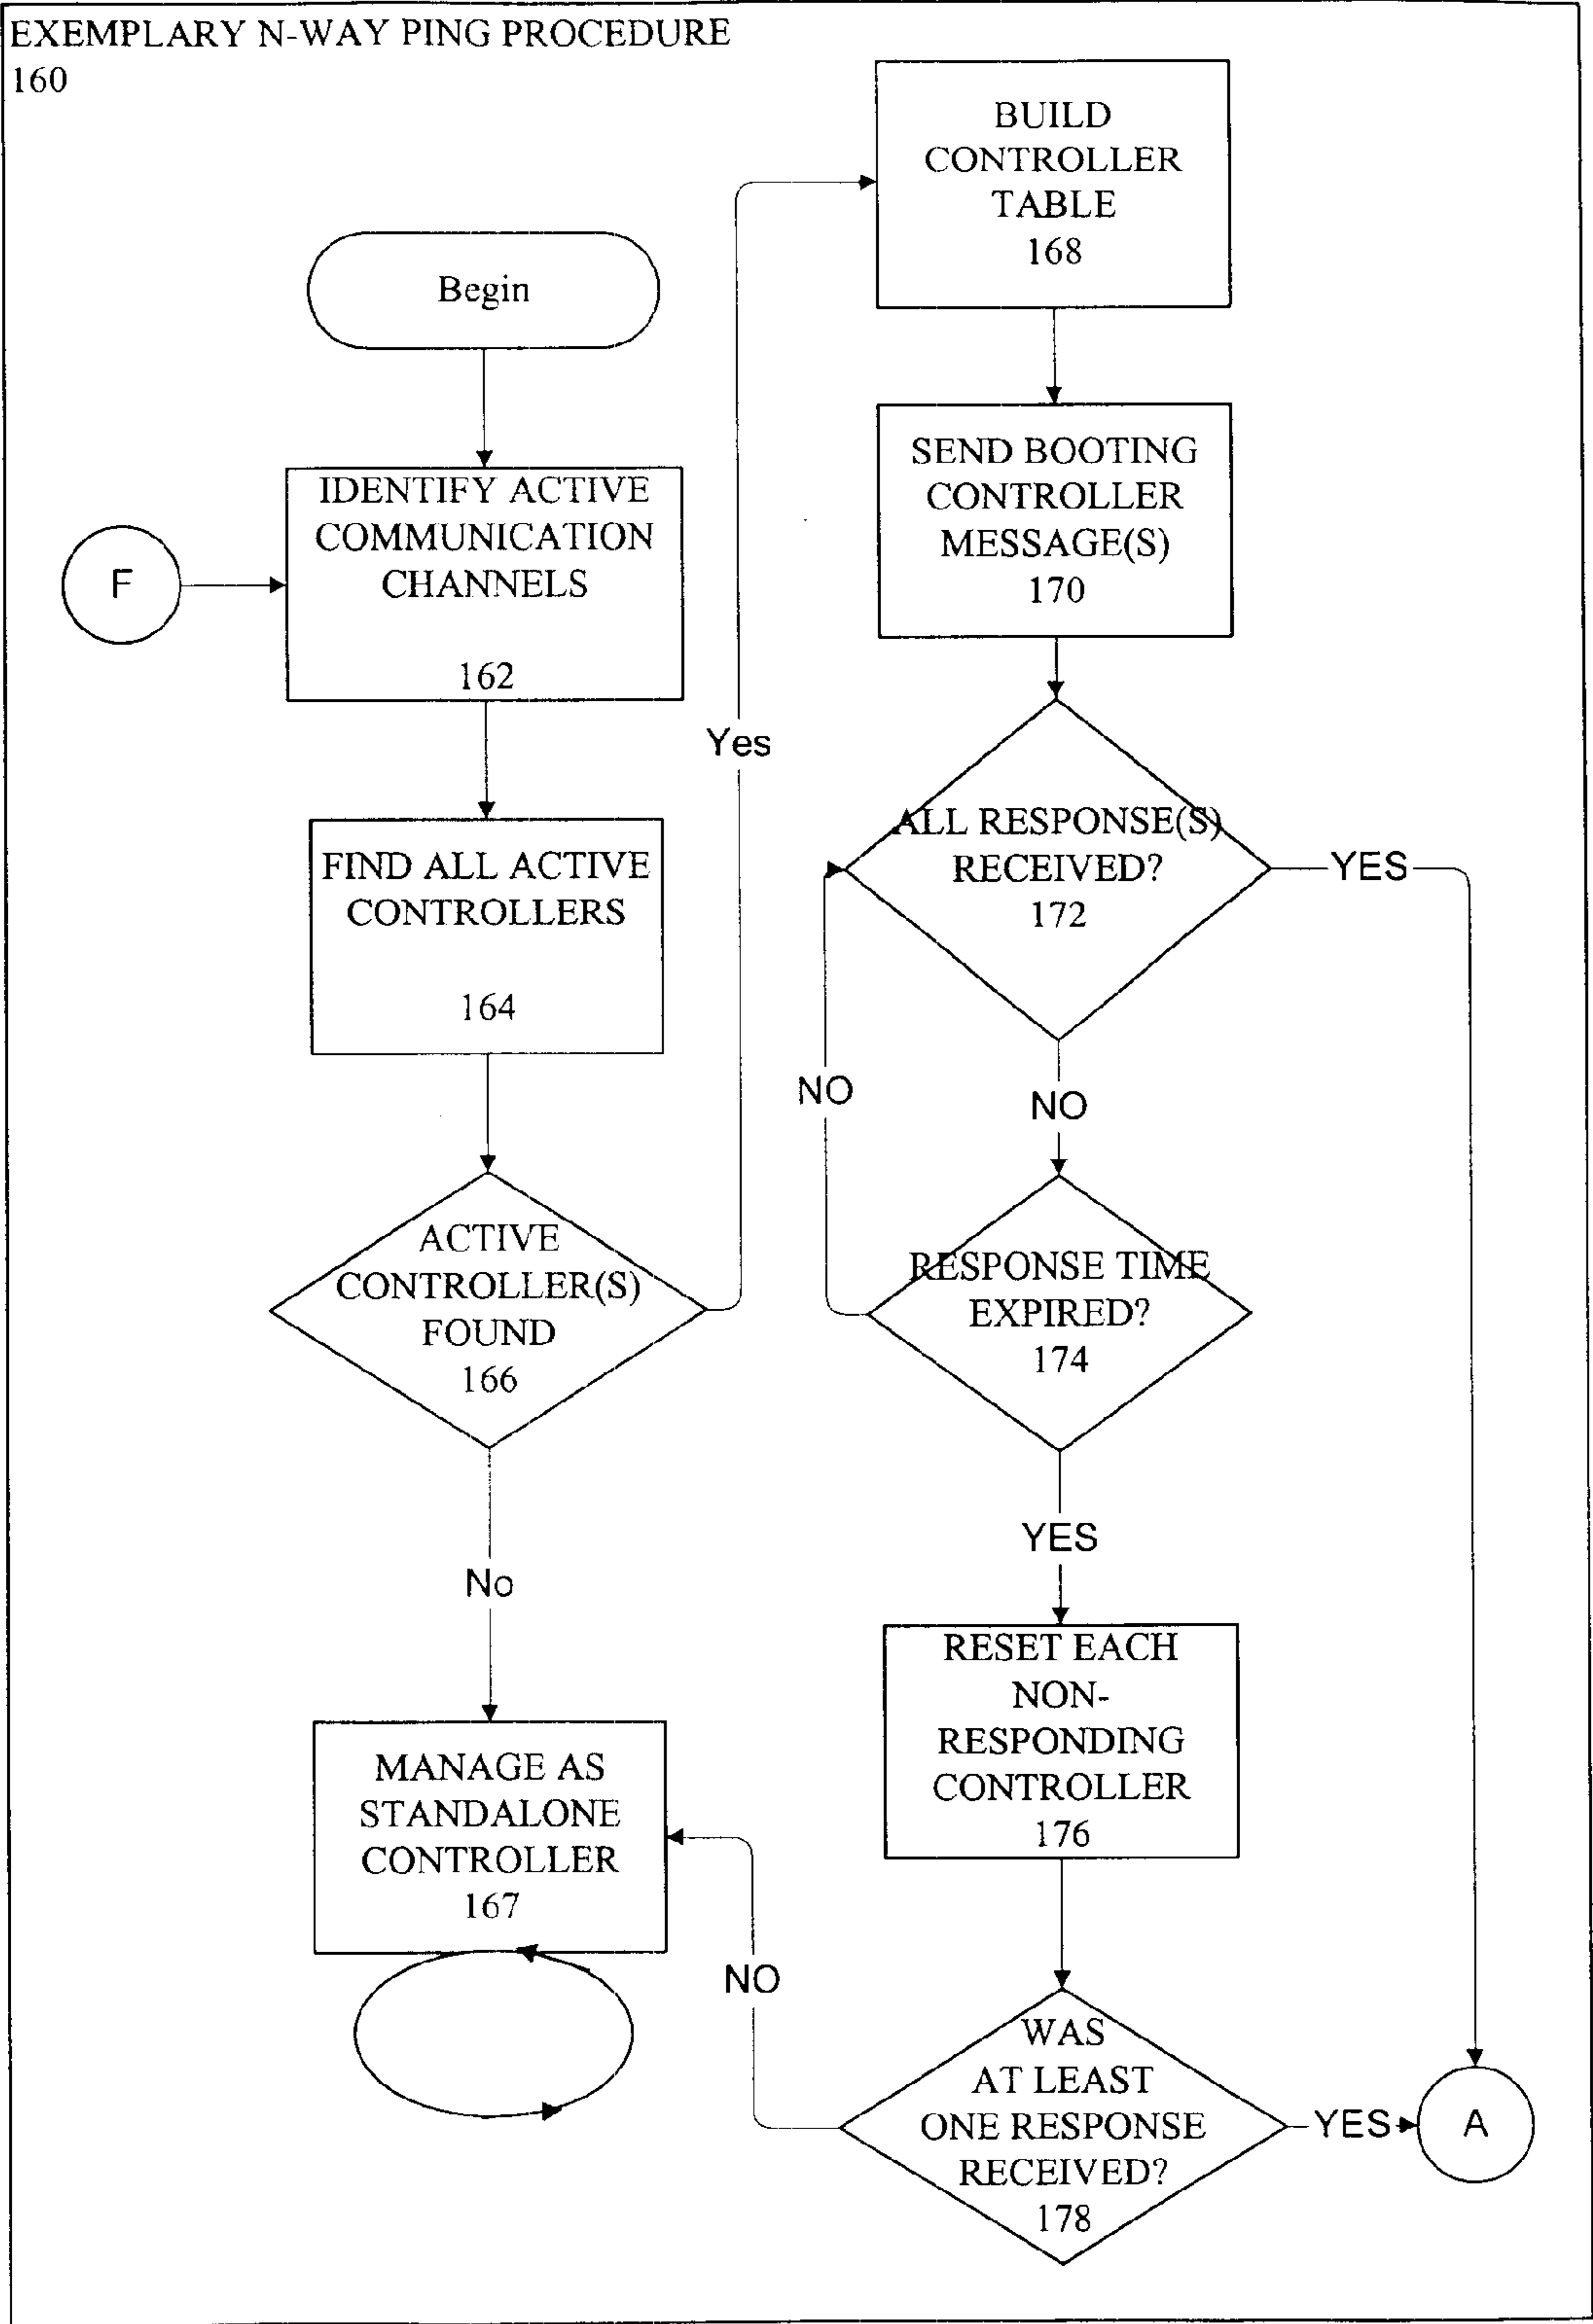 EXEMPLARY N-WAY PING PROCEDURE
160
Begin
F
IDENTIFY ACTIVE
COMMUNICATION
CHANNELS
162
FIND ALL ACTIVE
CONTROLLERS
164
ACTIVE
CONTROLLER(S)
FOUND
166
Yes
No
MANAGE AS
STANDALONE
CONTROLLER
167
BUILD
CONTROLLER
TABLE
168
SEND BOOTING
CONTROLLER
MESSAGE(S)
170
ALL RESPONSE(S)
RECEIVED?
172
YES
NO
NO
RESPONSE TIME
EXPIRED?
174
YES
RESET EACH
NON-
RESPONDING
CONTROLLER
176
NO
WAS
AT LEAST
ONE RESPONSE
RECEIVED?
178
YES
A